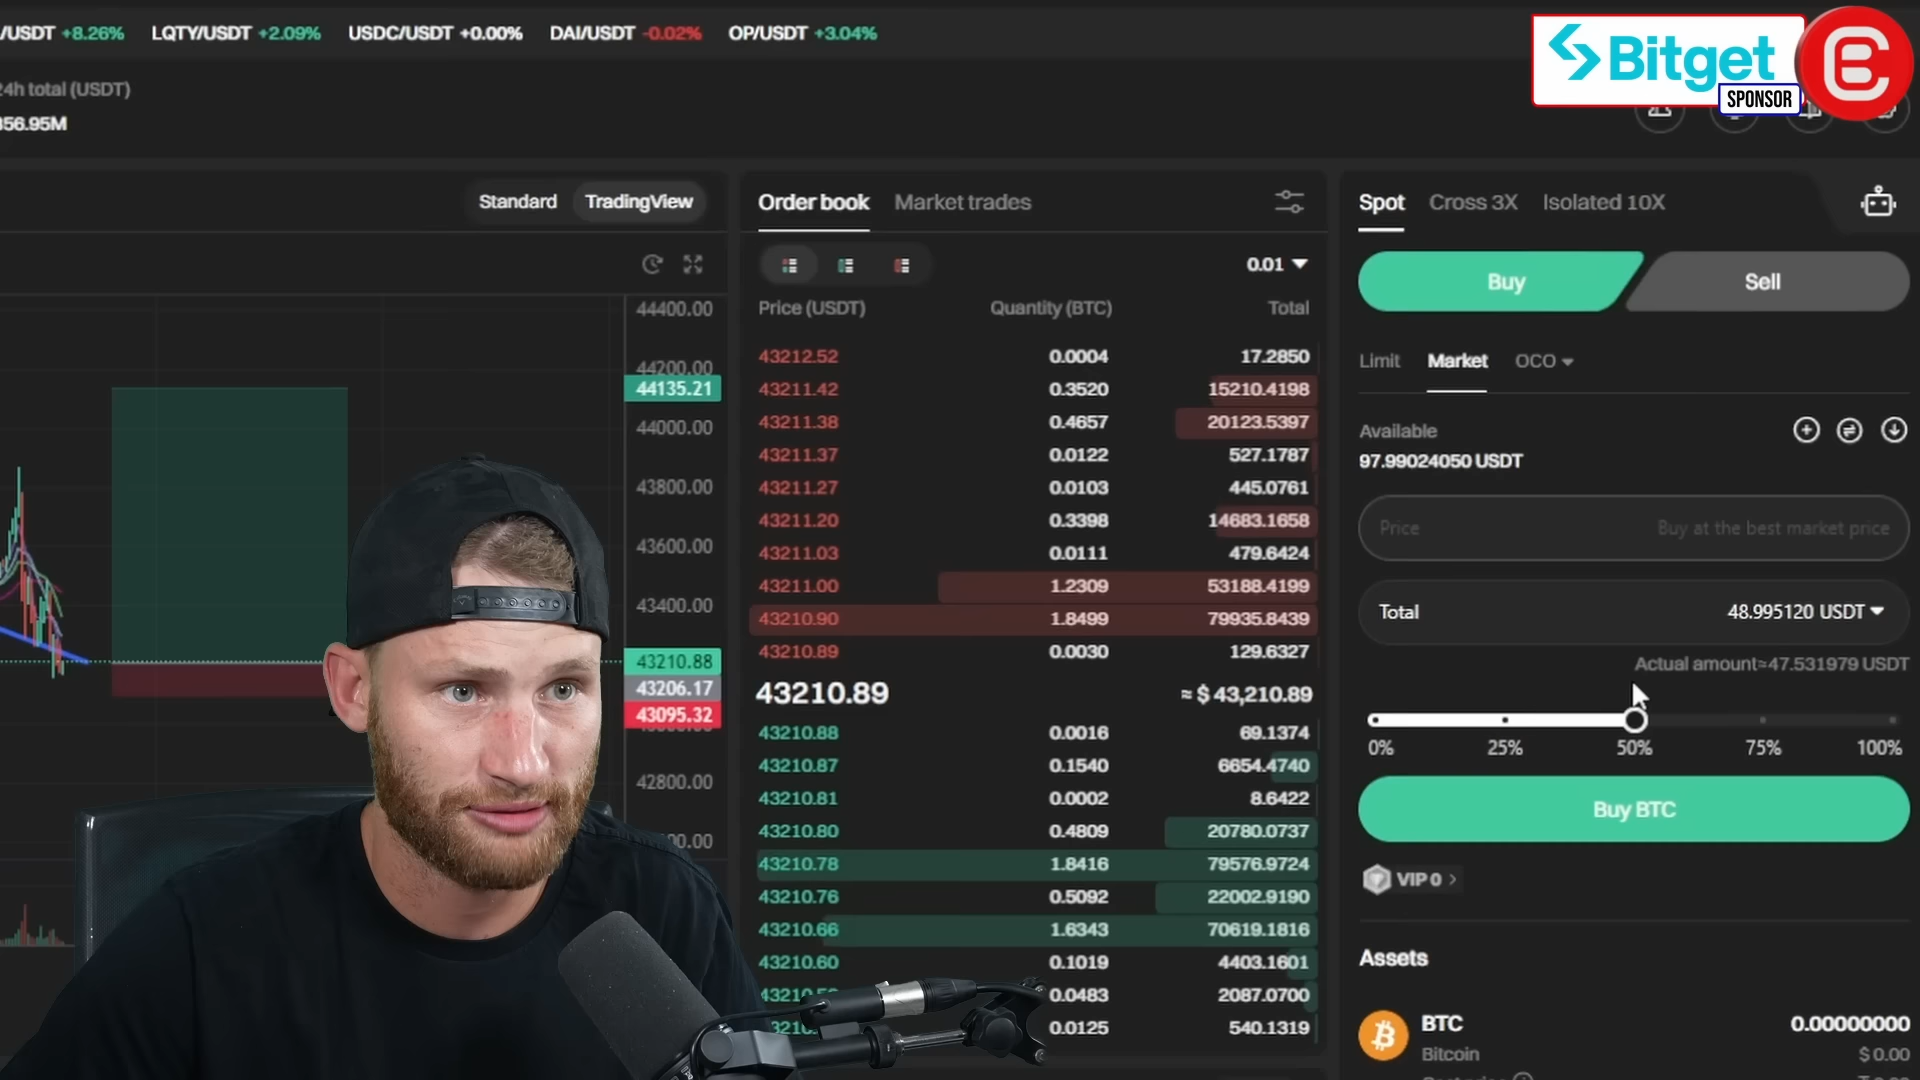 /USDT +8.26% LQTY/USDT +2.09% USDC/USDT +0.00% DAI/USDT -0.02% OP/USDT +3.04%
Bitget
SPONSOR
24h total (USDT)
356.95M
Standard TradingView
Order book Market trades
Spot Cross 3X Isolated 10X
0.01
Buy Sell
Price (USDT) Quantity (BTC) Total
Limit Market OCO
44400.00
44200.00
44135.21
44000.00
43800.00
43600.00
43400.00
43210.88
43206.17
43095.32
42800.00
43212.52 0.0004 17.2850
43211.42 0.3520 15210.4198
43211.38 0.4657 20123.5397
43211.37 0.0122 527.1787
43211.27 0.0103 445.0761
43211.20 0.3398 14683.1658
43211.03 0.0111 479.6424
43211.00 1.2309 53188.4199
43210.90 1.8499 79935.8439
43210.89 0.0030 129.6327
43210.89 ≈ $ 43,210.89
43210.88 0.0016 69.1374
43210.87 0.1540 6654.4740
43210.81 0.0002 8.6422
43210.80 0.4809 20780.0737
43210.78 1.8416 79576.9724
43210.76 0.5092 22002.9190
43210.66 1.6343 70619.1816
43210.60 0.1019 4403.1601
0.0483 2087.0700
0.0125 540.1319
Available
97.99024050 USDT
Price Buy at the best market price
Total 48.995120 USDT
Actual amount≈47.531979 USDT
0% 25% 50% 75% 100%
Buy BTC
VIP 0
Assets
BTC 0.00000000
Bitcoin $ 0.00